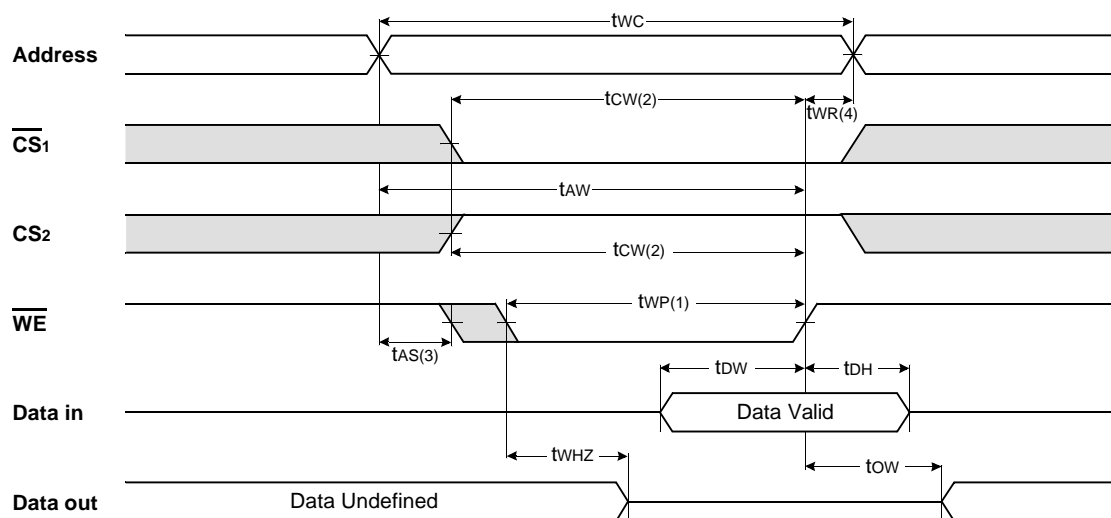 tWC
Address
tCW(2)
tWR(4)
CS1
tAW
CS2
tCW(2)
tWP(1)
WE
tAS(3)
tDW
tDH
Data in
Data Valid
tWHZ
tOW
Data out
Data Undefined